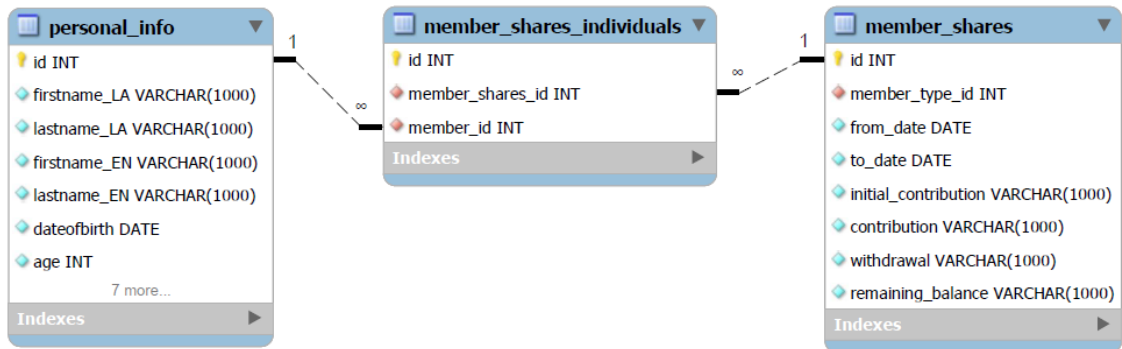 personal_info
id INT
firstname_LA VARCHAR(1000)
lastname_LA VARCHAR(1000)
firstname_EN VARCHAR(1000)
lastname_EN VARCHAR(1000)
dateofbirth DATE
age INT
7 more...
Indexes
1
∞
member_shares_individuals
id INT
member_shares_id INT
member_id INT
Indexes
∞
1
member_shares
id INT
member_type_id INT
from_date DATE
to_date DATE
initial_contribution VARCHAR(1000)
contribution VARCHAR(1000)
withdrawal VARCHAR(1000)
remaining_balance VARCHAR(1000)
Indexes